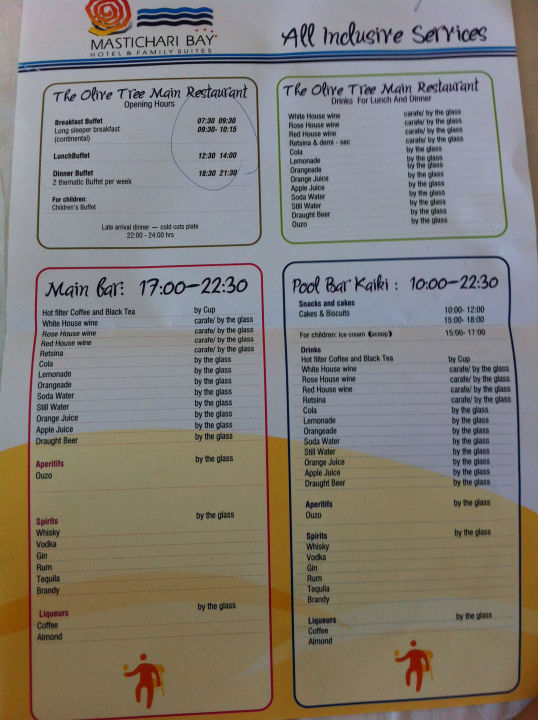 MASTICHARI BAY
HOTEL & FAMILY SUITES
All Inclusive Services
The Olive Tree Main Restaurant
Opening Hours
Breakfast Buffet 07:30 09:30
Long sleeper breakfast 09:30- 10:15
(continental)
LunchBuffet 12:30 14:00
Dinner Buffet 18:30 21:30
2 thematic Buffet per week
For children:
Children's Buffet
Late arrival dinner — cold cuts plate
22:00 - 24:00 hrs
The Olive Tree Main Restaurant
Drinks For Lunch And Dinner
White House wine carafe/ by the glass
Rose House wine carafe/ by the glass
Red House wine carafe/ by the glass
Retsina & demi - sec carafe/ by the glass
Cola by the glass
Lemonade by the glass
Orangeade by the glass
Orange Juice by the glass
Apple Juice by the glass
Soda Water by the glass
Still Water by the glass
Draught Beer by the glass
Ouzo by the glass
Main Bar: 17:00—22:30
Hot filter Coffee and Black Tea by Cup
White House wine carafe/ by the glass
Rose House wine carafe/ by the glass
Red House wine carafe/ by the glass
Retsina carafe/ by the glass
Cola by the glass
Lemonade by the glass
Orangeade by the glass
Soda Water by the glass
Still Water by the glass
Orange Juice by the glass
Apple Juice by the glass
Draught Beer by the glass
Aperitifs by the glass
Ouzo
Spirits by the glass
Whisky
Vodka
Gin
Rum
Tequila
Brandy
Liqueurs by the glass
Coffee
Almond
Pool Bar Kaiki : 10:00—22:30
Snacks and cakes
Cakes & Biscuits 10:00- 12:00
15:00- 18:00
For children: Ice cream (scoop) 15:00- 17:00
Drinks
Hot filter Coffee and Black Tea by Cup
White House wine carafe/ by the glass
Rose House wine carafe/ by the glass
Red House wine carafe/ by the glass
Retsina carafe/ by the glass
Cola by the glass
Lemonade by the glass
Orangeade by the glass
Soda Water by the glass
Still Water by the glass
Orange Juice by the glass
Apple Juice by the glass
Draught Beer by the glass
Aperitifs by the glass
Ouzo
Spirits by the glass
Whisky
Vodka
Gin
Rum
Tequila
Brandy
Liqueurs by the glass
Coffee
Almond